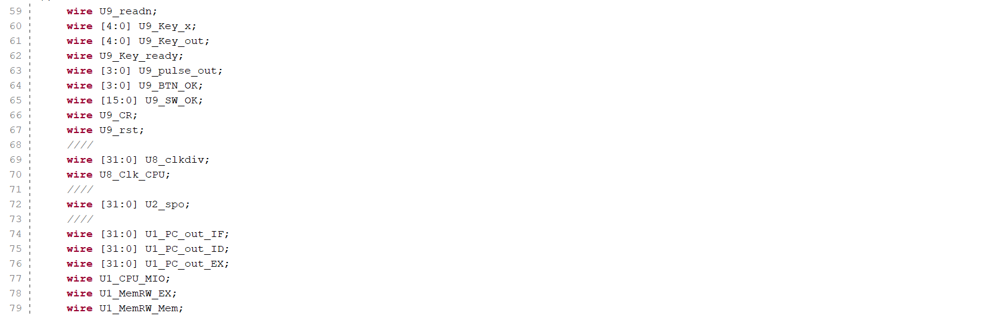 59 wire U9_readn;
60 wire [4:0] U9_Key_x;
61 wire [4:0] U9_Key_out;
62 wire U9_Key_ready;
63 wire [3:0] U9_pulse_out;
64 wire [3:0] U9_BTN_OK;
65 wire [15:0] U9_SW_OK;
66 wire U9_CR;
67 wire U9_rst;
68 ////
69 wire [31:0] U8_clkdiv;
70 wire U8_Clk_CPU;
71 ////
72 wire [31:0] U2_spo;
73 ////
74 wire [31:0] U1_PC_out_IF;
75 wire [31:0] U1_PC_out_ID;
76 wire [31:0] U1_PC_out_EX;
77 wire U1_CPU_MIO;
78 wire U1_MemRW_EX;
79 wire U1_MemRW_Mem;